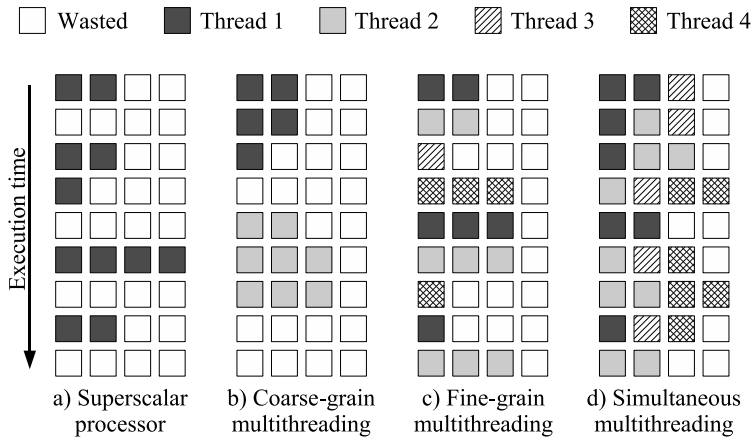 Wasted Thread 1 Thread 2 Thread 3 Thread 4
Execution time
a) Superscalar processor
b) Coarse-grain multithreading
c) Fine-grain multithreading
d) Simultaneous multithreading